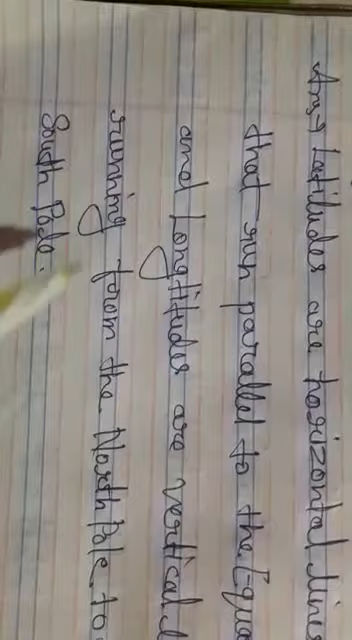 Ans→ Latitudes are horizontal line
that run parallel to the Equa
and Longtitudes are vertical
running from the North Pole to
South Pole.